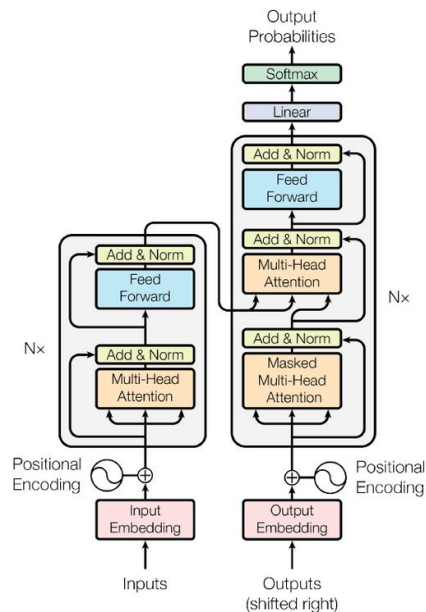 Output
Probabilities
Softmax
Linear
Add & Norm
Feed
Forward
Add & Norm
Multi-Head
Attention
Nx
Add & Norm
Masked
Multi-Head
Attention
Positional
Encoding
Output
Embedding
Outputs
(shifted right)
Add & Norm
Feed
Forward
Nx
Add & Norm
Multi-Head
Attention
Positional
Encoding
Input
Embedding
Inputs